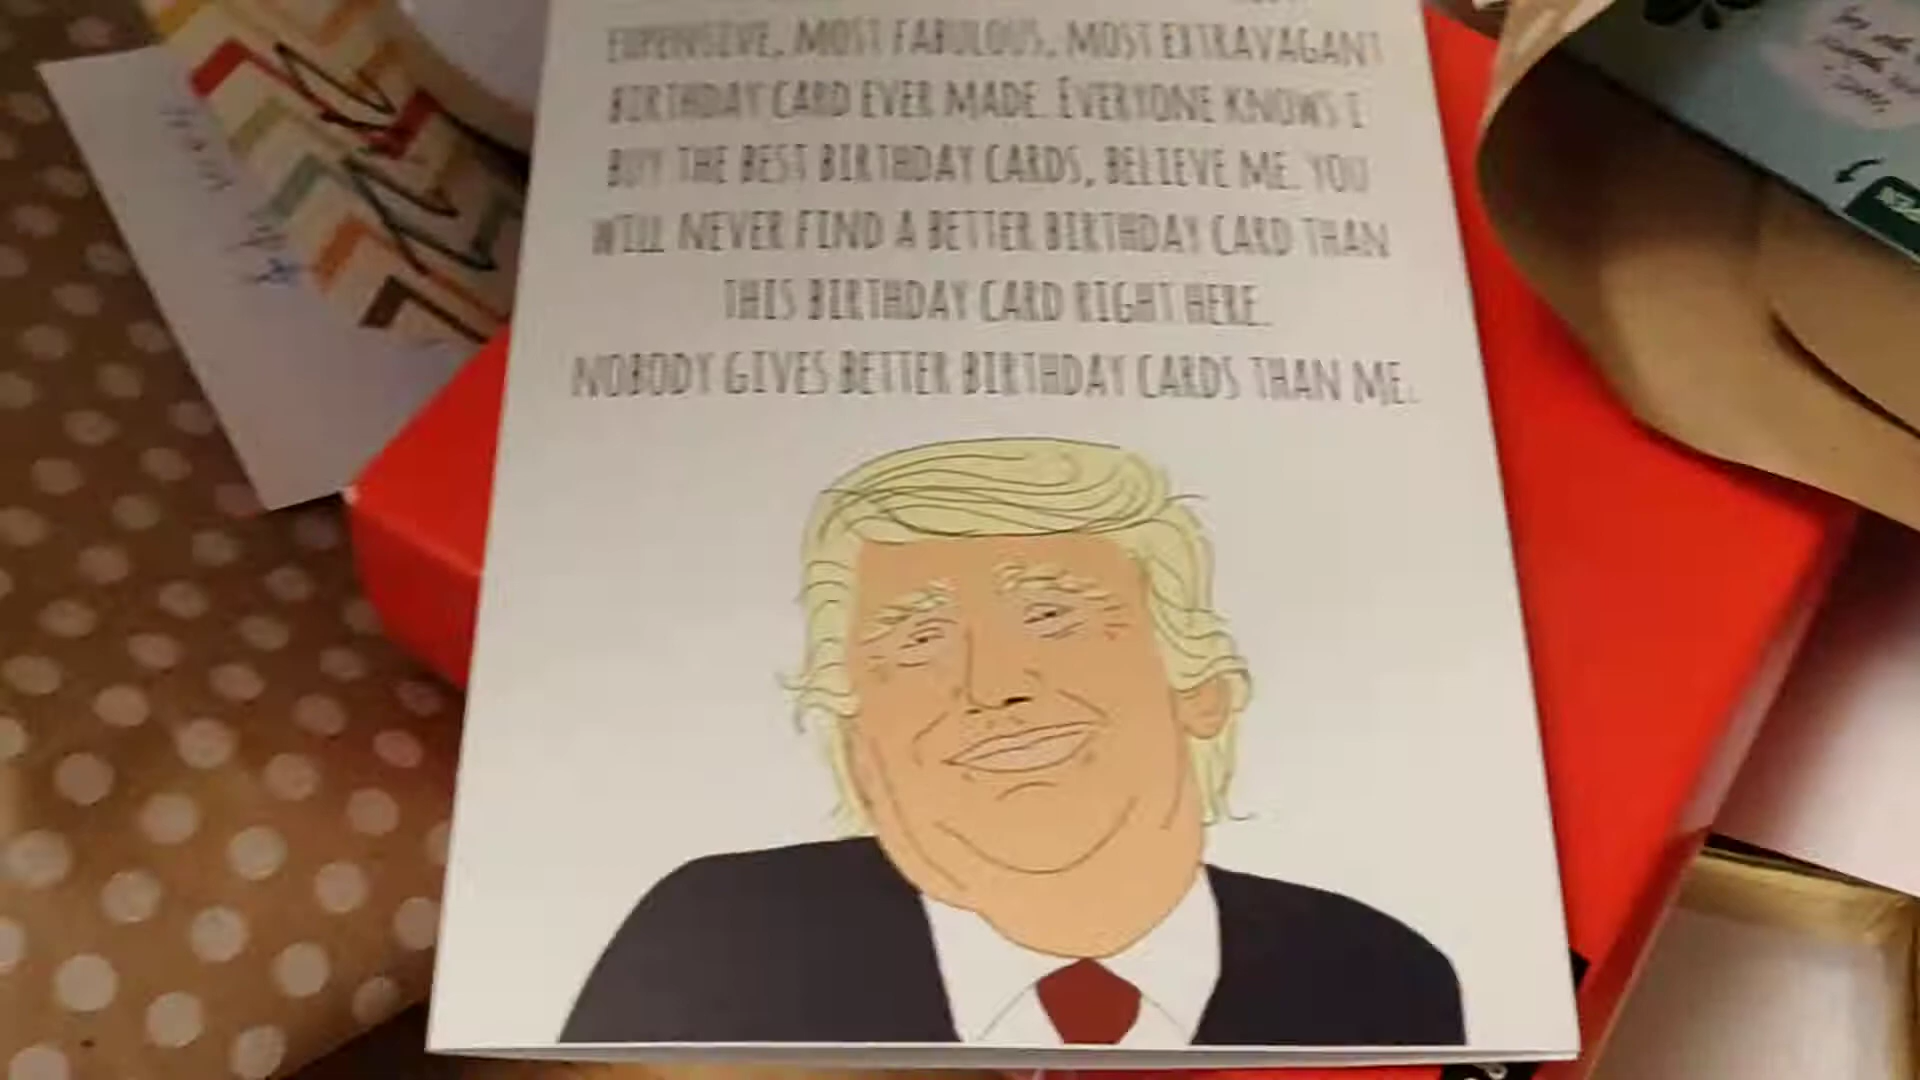 EXPENSIVE, MOST FABULOUS, MOST EXTRAVAGANT
BIRTHDAY CARD EVER MADE. EVERYONE KNOWS I
BUY THE BEST BIRTHDAY CARDS, BELIEVE ME. YOU
WILL NEVER FIND A BETTER BIRTHDAY CARD THAN
THIS BIRTHDAY CARD RIGHT HERE.
NOBODY GIVES BETTER BIRTHDAY CARDS THAN ME.